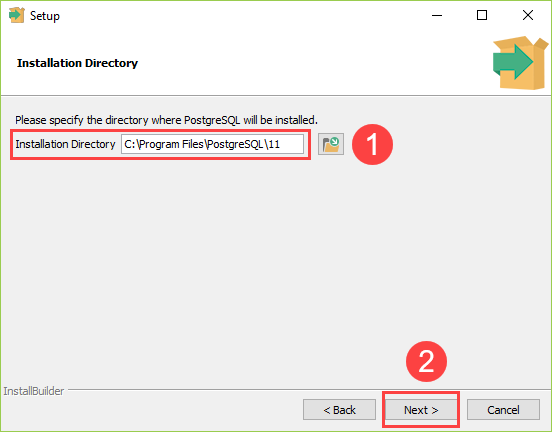 Setup
Installation Directory
Please specify the directory where PostgreSQL will be installed.
Installation Directory C:\Program Files\PostgreSQL\11
1
2
InstallBuilder
< Back Next > Cancel